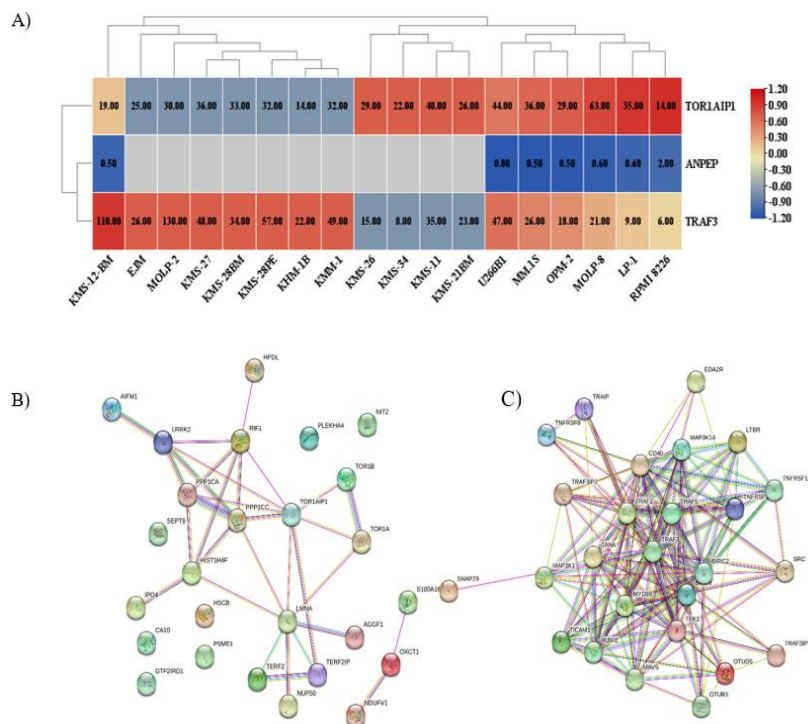 A)
19.00 25.00 30.00 36.00 33.00 32.00 14.00 32.00 29.00 22.00 40.00 26.00 44.00 36.00 29.00 63.00 35.00 14.00 TOR1AIP1
0.50 0.80 0.50 0.50 0.60 0.60 2.00 ANPEP
110.00 26.00 130.00 48.00 34.00 57.00 22.00 49.00 15.00 8.00 35.00 23.00 47.00 26.00 18.00 21.00 9.00 6.00 TRAF3
1.20
0.90
0.60
0.30
0.00
-0.30
-0.60
-0.90
-1.20
KMS-12-BM EJM MOLP-2 KMS-27 KMS-28BM KMS-28PE KHM-1B KMM-1 KMS-26 KMS-34 KMS-11 KMS-21BM U266B1 MM.1S OPM-2 MOLP-8 LP-1 RPMI 8226
B)
HPDL
AIFM1
LRRK2
RIF1
PLEKHA4
NIT2
PPP1CA
PPP1CC
TOR1AIP1
TOR1B
TOR1A
SEPT9
HIST1H4F
IPO4
HSCB
LMNA
S100A16
SNAP29
CA10
PSME1
AGGF1
GTF2IRD1
TERF2
TERF2IP
OXCT1
NUP50
NDUFV1
C)
EDA2R
TRAIP
TNFRSF8
CD40
MAP3K14
LTBR
TRAF3IP2
TRAF2
TRAF5
TNFRSF1
TNFRSF
TANK
TRAF3
BIRC2
SRC
MAP3K1
MYD88
TICAM1
TBK1
TRAF3IP
MAVS
OTUD5
OTUB1